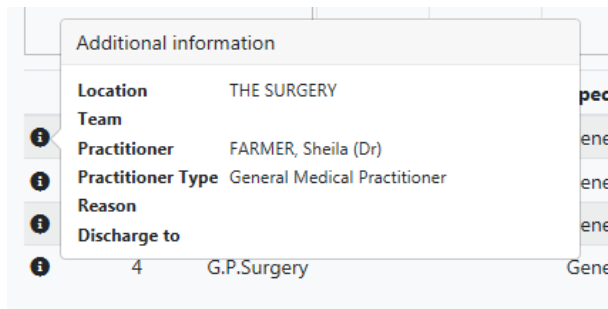 Additional information
Location THE SURGERY
Team
Practitioner FARMER, Sheila (Dr)
Practitioner Type General Medical Practitioner
Reason
Discharge to
4 G.P.Surgery Gene